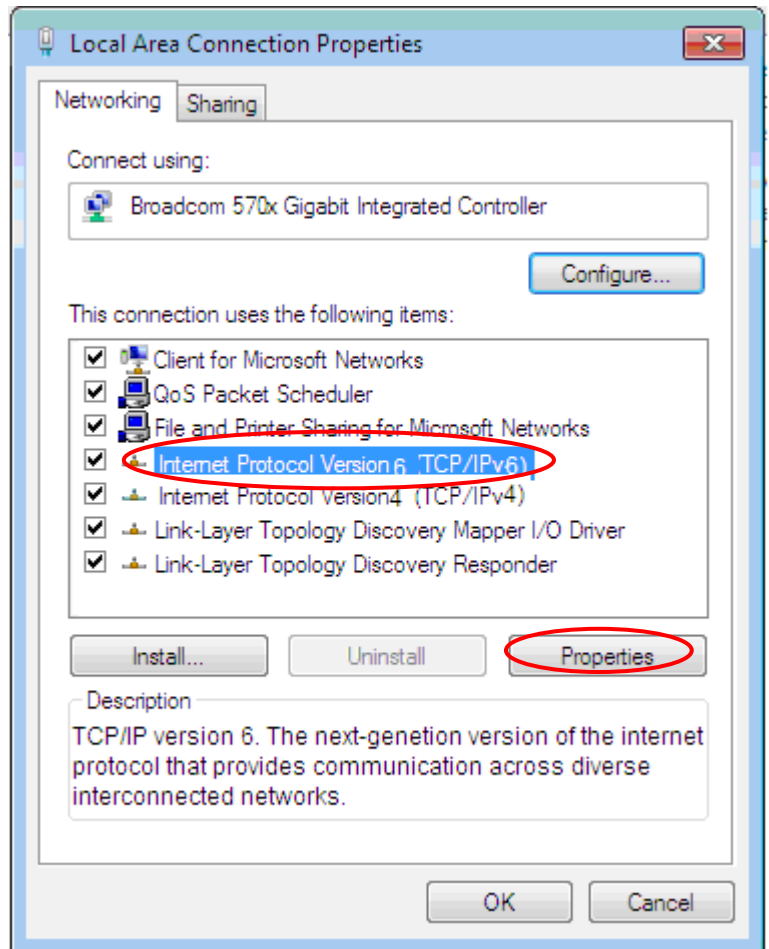 Local Area Connection Properties
Networking
Sharing
Connect using:
Broadcom 570x Gigabit Integrated Controller
Configure...
This connection uses the following items:
Client for Microsoft Networks
QoS Packet Scheduler
File and Printer Sharing for Microsoft Networks
Internet Protocol Version 6 (TCP/IPv6)
Internet Protocol Version4 (TCP/IPv4)
Link-Layer Topology Discovery Mapper I/O Driver
Link-Layer Topology Discovery Responder
Install...
Uninstall
Properties
Description
TCP/IP version 6. The next-genetion version of the internet
protocol that provides communication across diverse
interconnected networks.
OK
Cancel